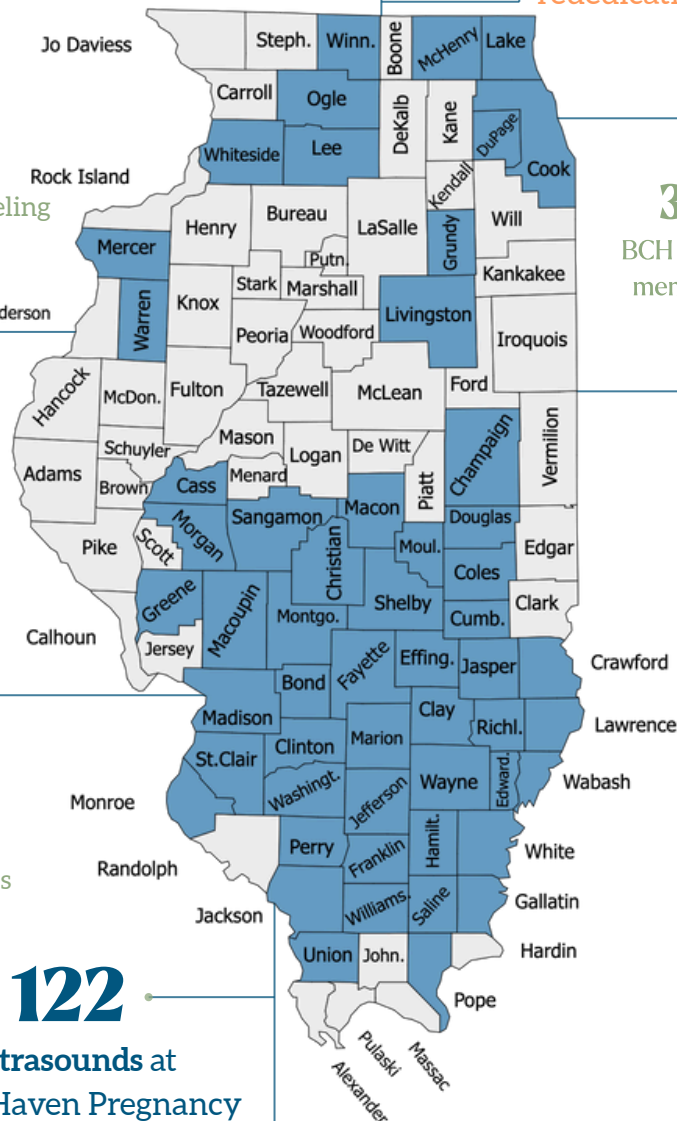 rededicati
Jo Daviess
Steph.
Winn.
Boone
McHenry
Lake
Carroll
Ogle
DeKalb
Kane
DuPage
Cook
Whiteside
Lee
Rock Island
Kendall
eling
Henry
Bureau
LaSalle
Will
3
Mercer
Putn.
Grundy
BCH
Stark
Marshall
Kankakee
mer
derson
Warren
Knox
Peoria
Woodford
Livingston
Iroquois
Hancock
McDon.
Fulton
Tazewell
McLean
Ford
Schuyler
Mason
Logan
De Witt
Champaign
Vermilion
Adams
Brown
Cass
Menard
Piatt
Macon
Morgan
Sangamon
Douglas
Pike
Scott
Christian
Moul.
Edgar
Coles
Greene
Macoupin
Montgo.
Shelby
Cumb.
Clark
Calhoun
Jersey
Fayette
Effing.
Jasper
Crawford
Bond
Madison
Clay
Richl.
Lawrence
St.Clair
Clinton
Marion
Washingt.
Jefferson
Wayne
Edward.
Wabash
Monroe
Perry
Franklin
Hamilt.
White
Randolph
s
Jackson
Williams.
Saline
Gallatin
Union
John.
Hardin
122
Pope
trasounds at
Haven Pregnancy
Pulaski
Massac
Alexander